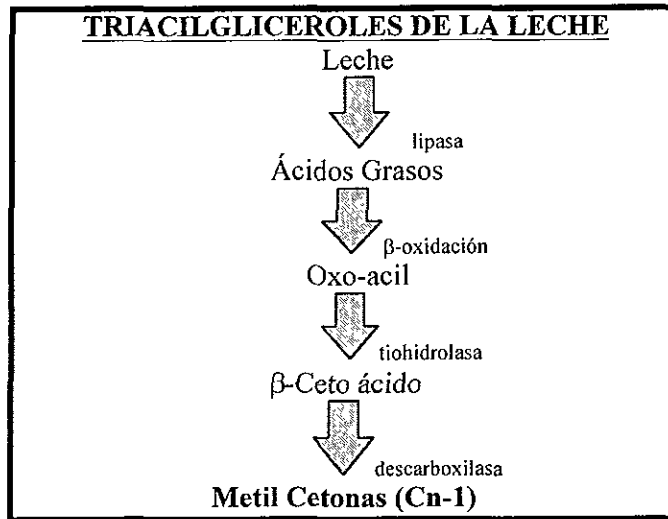 TRIACILGLICEROLES DE LA LECHE
Leche
lipasa
Ácidos Grasos
β-oxidación
Oxo-acil
tiohidrolasa
β-Ceto ácido
descarboxilasa
Metil Cetonas (Cn-1)